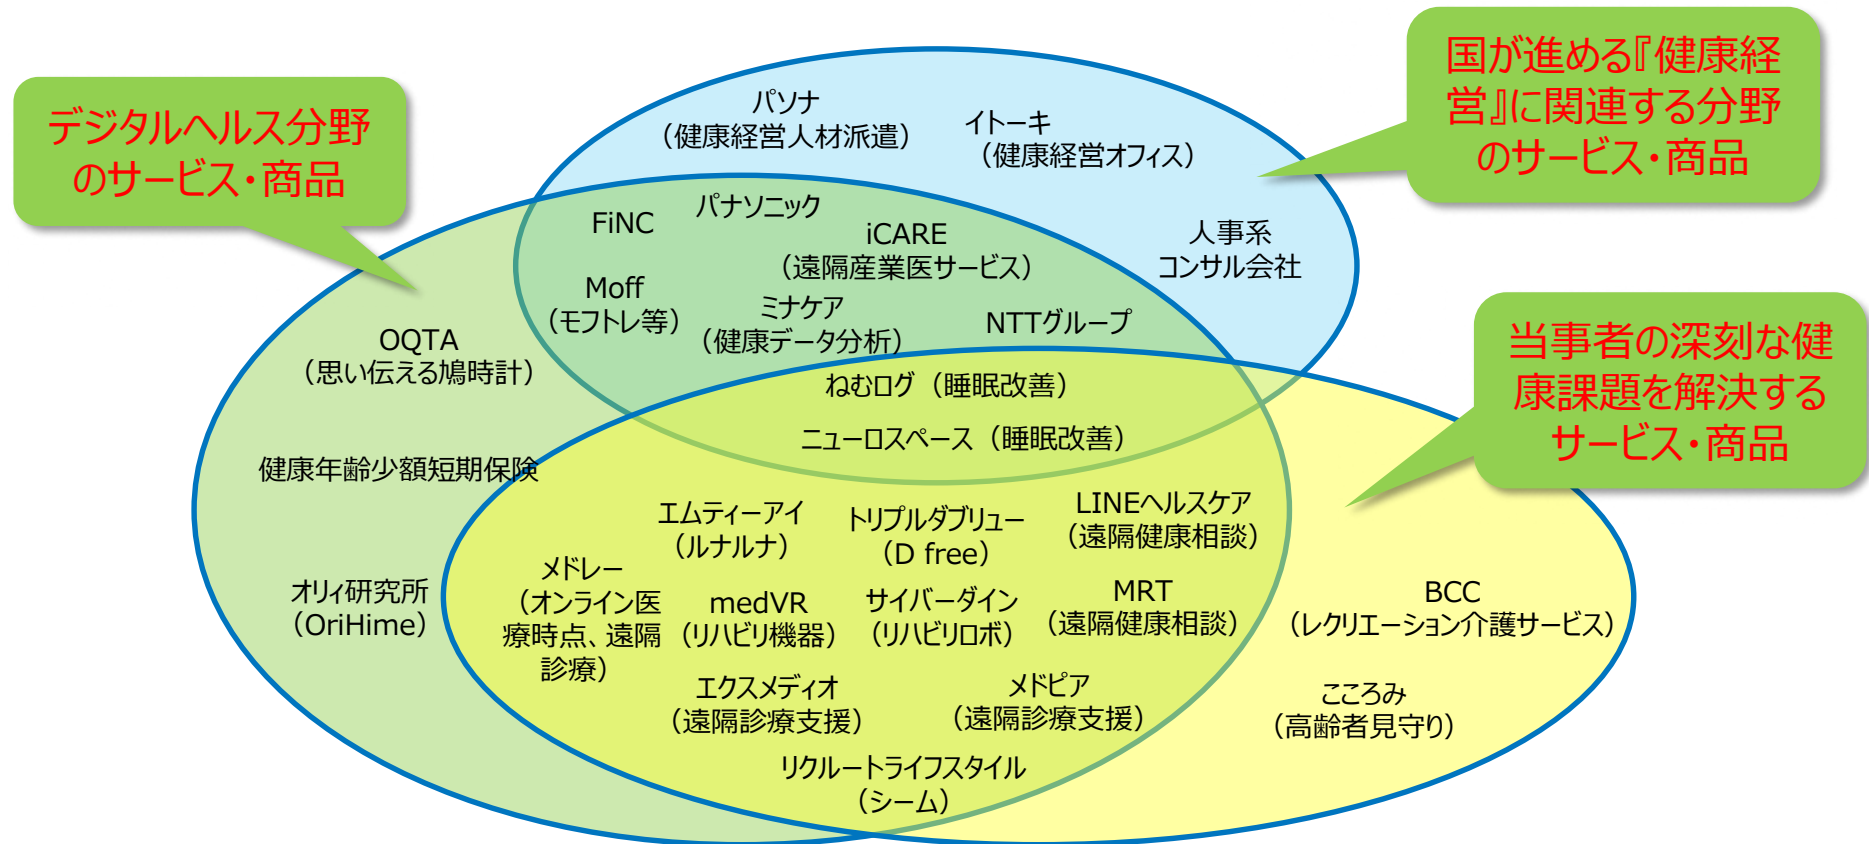 国が進める『健康経
営』に関連する分野
のサービス・商品
デジタルヘルス分野
のサービス・商品
パソナ
（健康経営人材派遣）
イトーキ
（健康経営オフィス）
人事系
コンサル会社
FiNC
パナソニック
iCARE
（遠隔産業医サービス）
Moff
（モフトレ等）
ミナケア
（健康データ分析）
NTTグループ
OQTA
（思い伝える鳩時計）
当事者の深刻な健
康課題を解決する
サービス・商品
ねむログ（睡眠改善）
ニューロスペース（睡眠改善）
健康年齢少額短期保険
エムティーアイ
（ルナルナ）
トリプルダブリュー
（D free）
LINEヘルスケア
（遠隔健康相談）
オリィ研究所
（OriHime）
メドレー
（オンライン医
療時点、遠隔
診療）
medVR
（リハビリ機器）
サイバーダイン
（リハビリロボ）
MRT
（遠隔健康相談）
BCC
（レクリエーション介護サービス）
エクスメディオ
（遠隔診療支援）
メドピア
（遠隔診療支援）
こころみ
（高齢者見守り）
リクルートライフスタイル
（シーム）